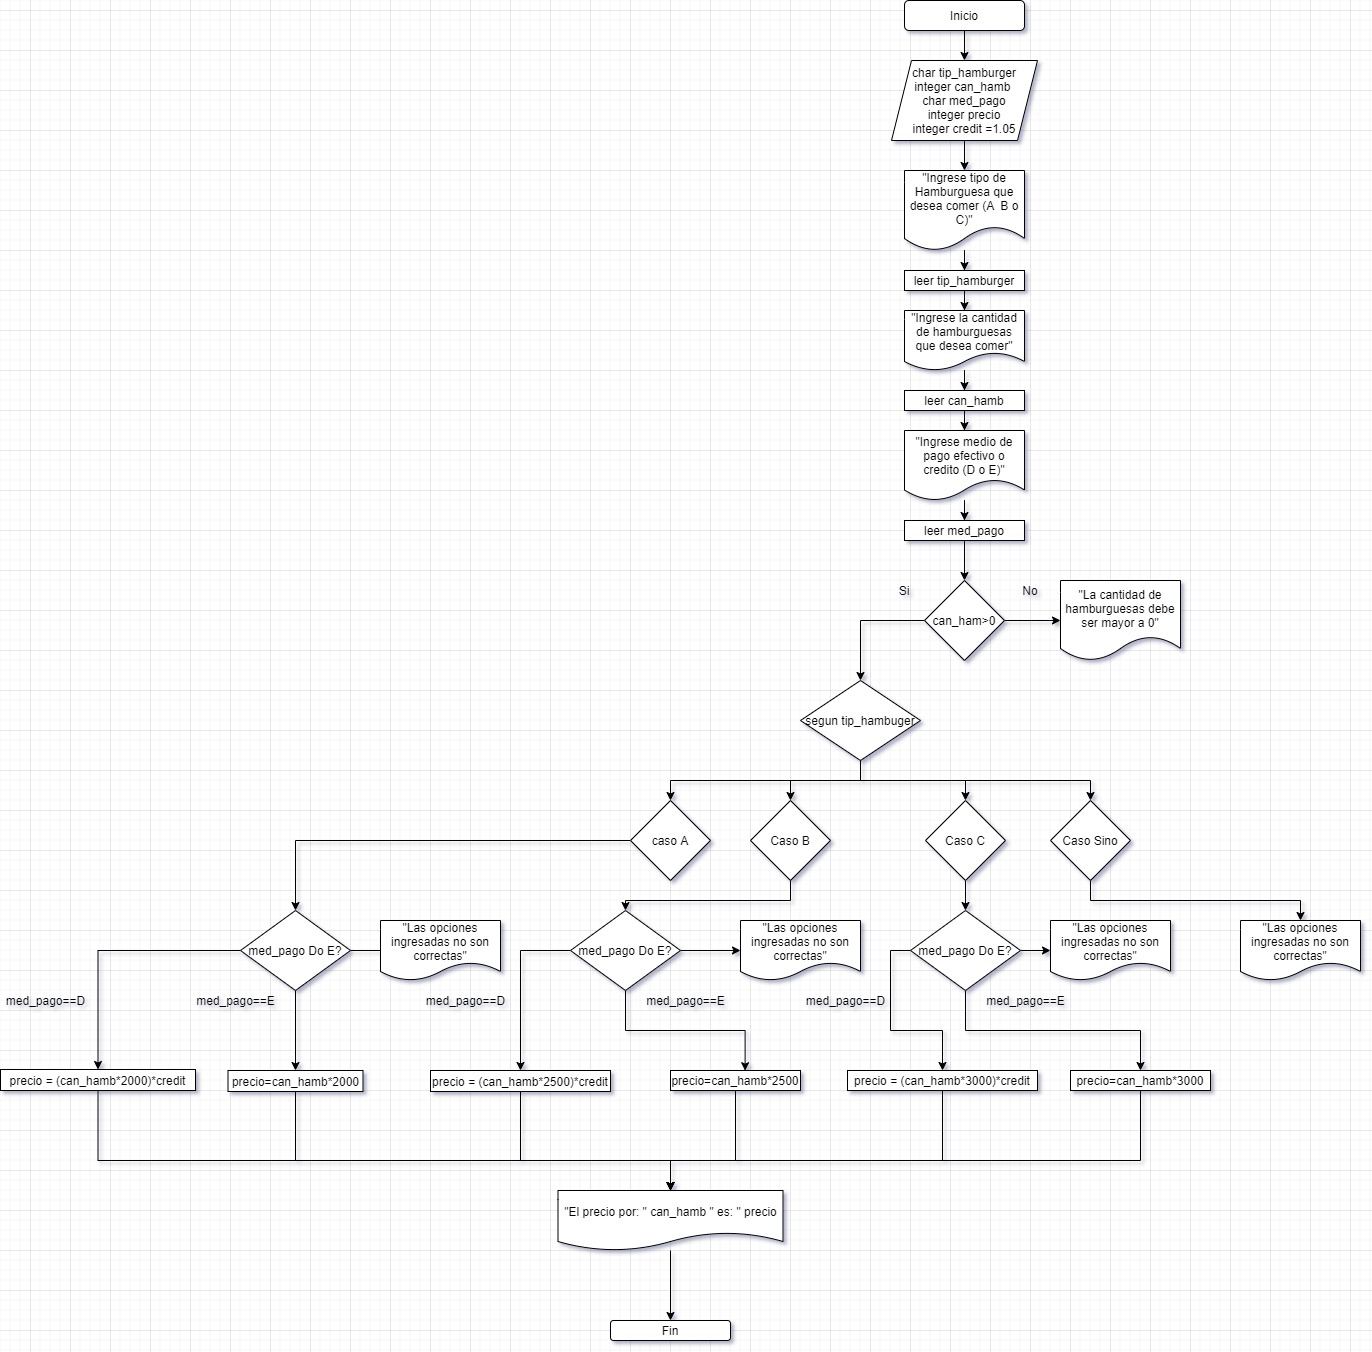 Inicio
char tip_hamburger
integer can_hamb
char med_pago
integer precio
integer credit =1.05
"Ingrese tipo de
Hamburguesa que
desea comer (A  B o
C)"
leer tip_hamburger
"Ingrese la cantidad
de hamburguesas
que desea comer"
leer can_hamb
"Ingrese medio de
pago efectivo o
credito (D o E)"
leer med_pago
Si
No
can_ham>0
"La cantidad de
hamburguesas debe
ser mayor a 0"
segun tip_hambuger
caso A
Caso B
Caso C
Caso Sino
med_pago Do E?
"Las opciones
ingresadas no son
correctas"
med_pago Do E?
"Las opciones
ingresadas no son
correctas"
med_pago Do E?
"Las opciones
ingresadas no son
correctas"
"Las opciones
ingresadas no son
correctas"
med_pago==D
med_pago==E
med_pago==D
med_pago==E
med_pago==D
med_pago==E
precio = (can_hamb*2000)*credit
precio=can_hamb*2000
precio = (can_hamb*2500)*credit
precio=can_hamb*2500
precio = (can_hamb*3000)*credit
precio=can_hamb*3000
"El precio por: " can_hamb " es: " precio
Fin